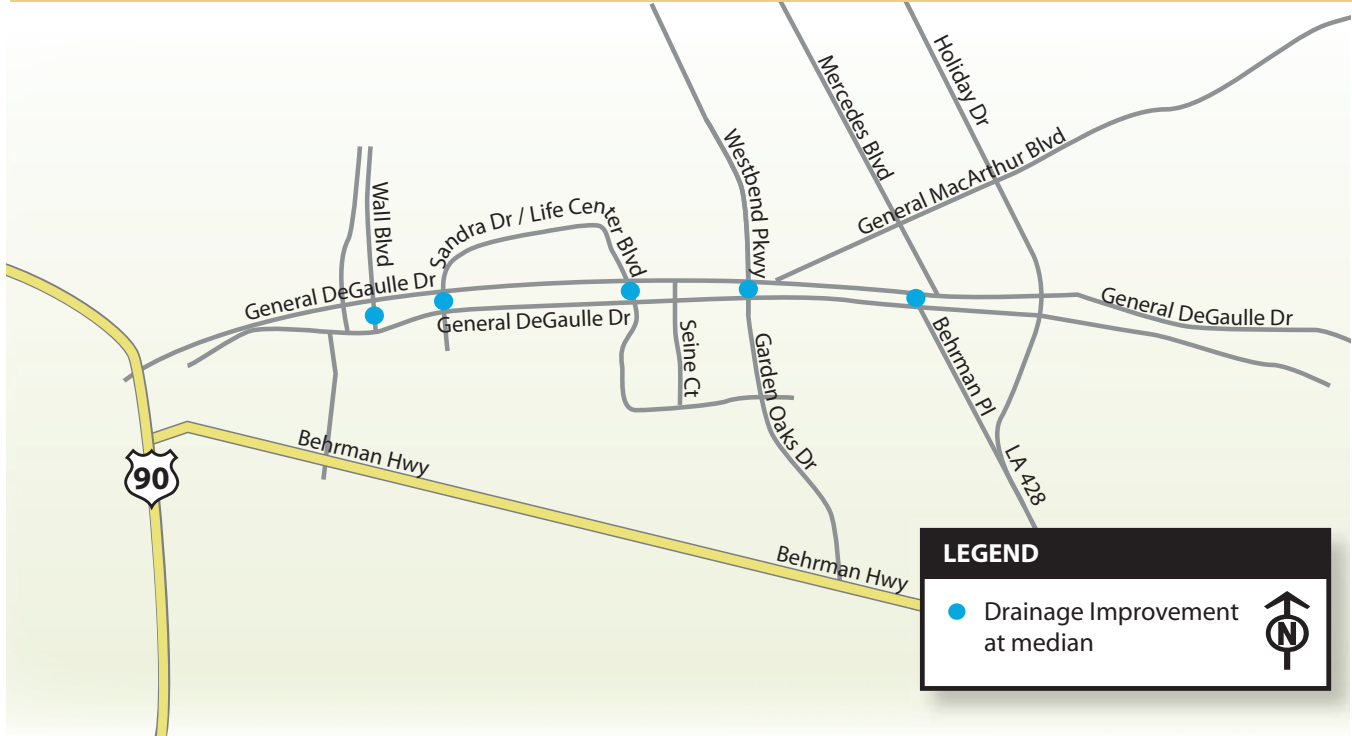 Holiday Dr
Mercedes Blvd
Westbend Pkwy
General MacArthur Blvd
Wall Blvd
Sandra Dr / Life Center Blvd
General DeGaulle Dr
General DeGaulle Dr
General DeGaulle Dr
Seine Ct
Garden Oaks Dr
Behrman Pl
LA 428
Behrman Hwy
90
Behrman Hwy
LEGEND
Drainage Improvement
at median
N